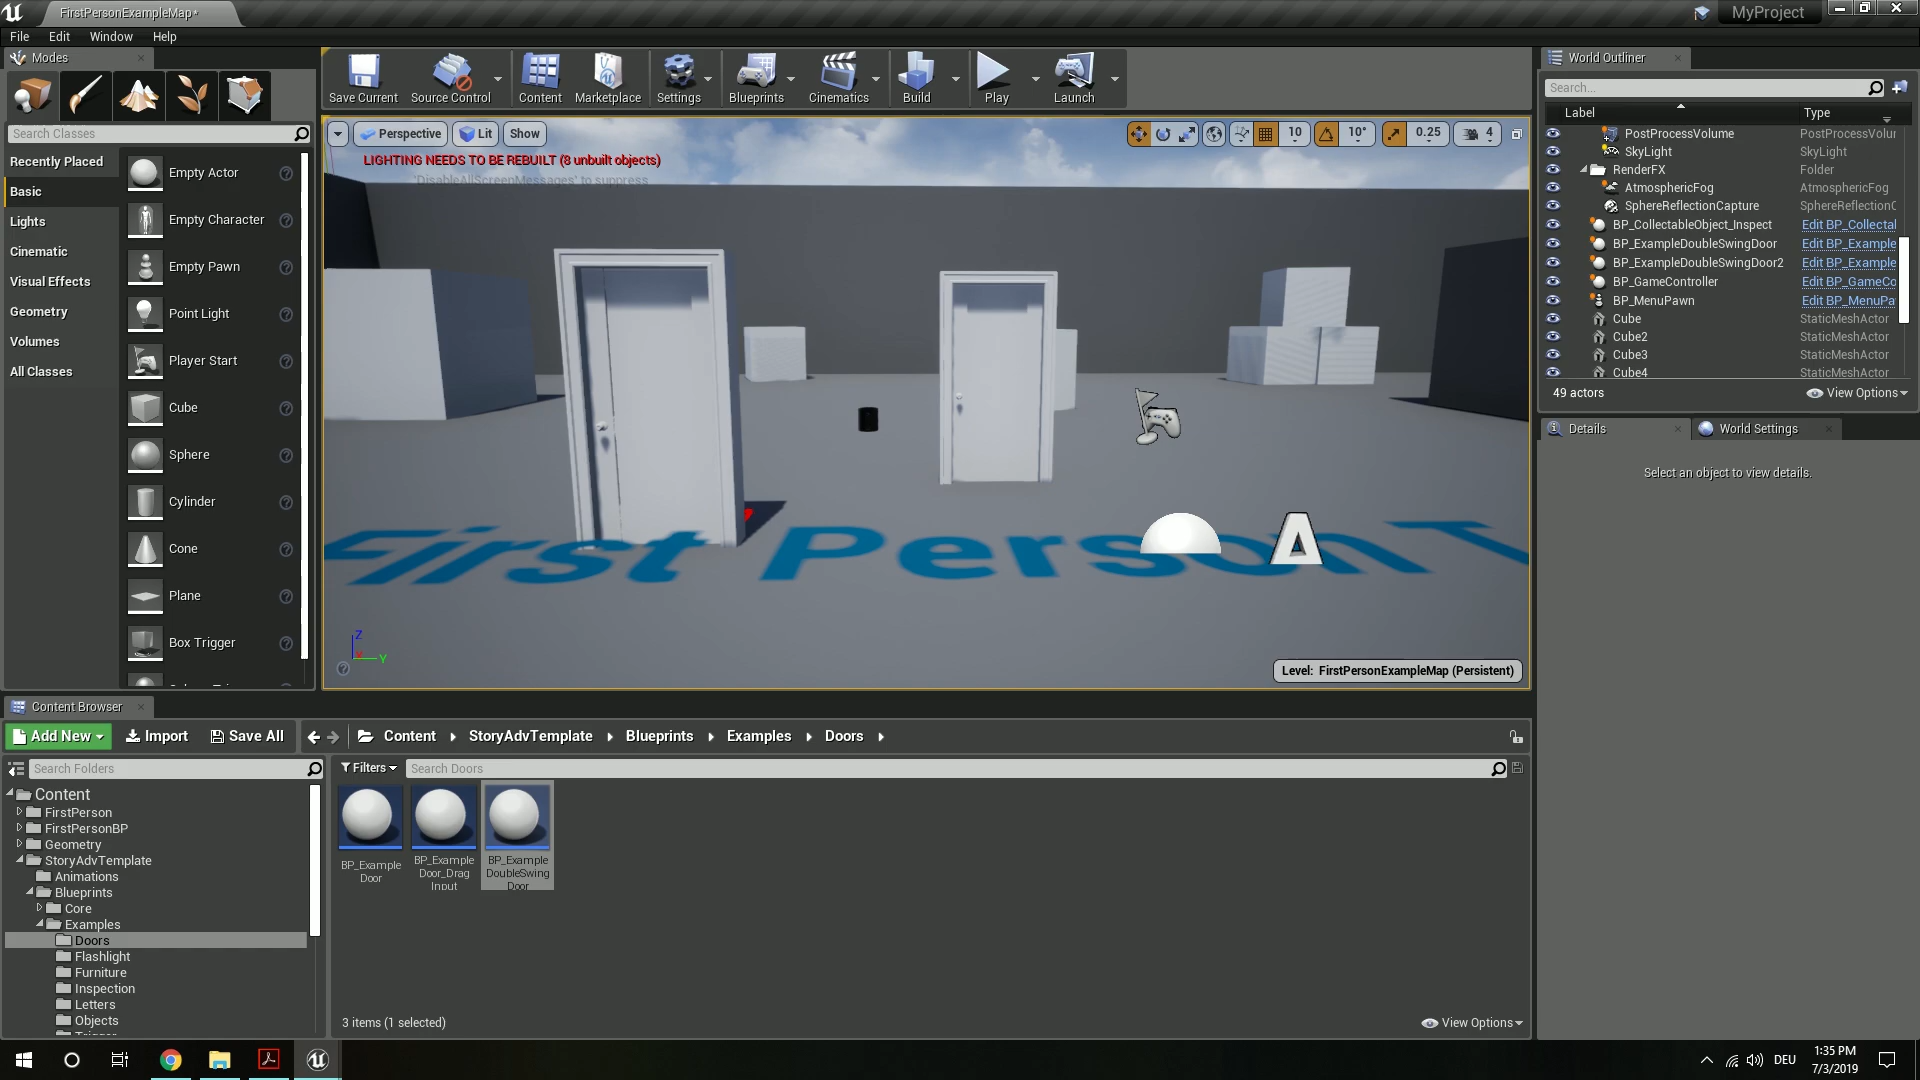 FirstPersonExampleMap*
MyProject
File Edit Window Help
Modes
Save Current
Source Control
Content
Marketplace
Settings
Blueprints
Cinematics
Build
Play
Launch
Search Classes
Recently Placed
Basic
Lights
Cinematic
Visual Effects
Geometry
Volumes
All Classes
Empty Actor
Empty Character
Empty Pawn
Point Light
Player Start
Cube
Sphere
Cylinder
Cone
Plane
Box Trigger
Perspective
Lit
Show
10
10°
0.25
4
LIGHTING NEEDS TO BE REBUILT (8 unbuilt objects)
'DisableAllScreenMessages' to suppress
First Person T
A
Z
X
Y
Level: FirstPersonExampleMap (Persistent)
World Outliner
Search...
Label Type
PostProcessVolume PostProcessVolur
SkyLight SkyLight
RenderFX Folder
AtmosphericFog AtmosphericFog
SphereReflectionCapture SphereReflectionC
BP_CollectableObject_Inspect Edit BP_Collectal
BP_ExampleDoubleSwingDoor Edit BP_Example
BP_ExampleDoubleSwingDoor2 Edit BP_Example
BP_GameController Edit BP_GameCo
BP_MenuPawn Edit BP_MenuPa
Cube StaticMeshActor
Cube2 StaticMeshActor
Cube3 StaticMeshActor
Cube4 StaticMeshActor
49 actors
View Options
Details
World Settings
Select an object to view details.
Content Browser
Add New
Import
Save All
Content
StoryAdvTemplate
Blueprints
Examples
Doors
Search Folders
Filters
Search Doors
Content
FirstPerson
FirstPersonBP
Geometry
StoryAdvTemplate
Animations
Blueprints
Core
Examples
Doors
Flashlight
Furniture
Inspection
Letters
Objects
BP_Example
Door
BP_Example
Door_Drag
Input
BP_Example
DoubleSwing
Door
3 items (1 selected)
View Options
DEU
1:35 PM
7/3/2019